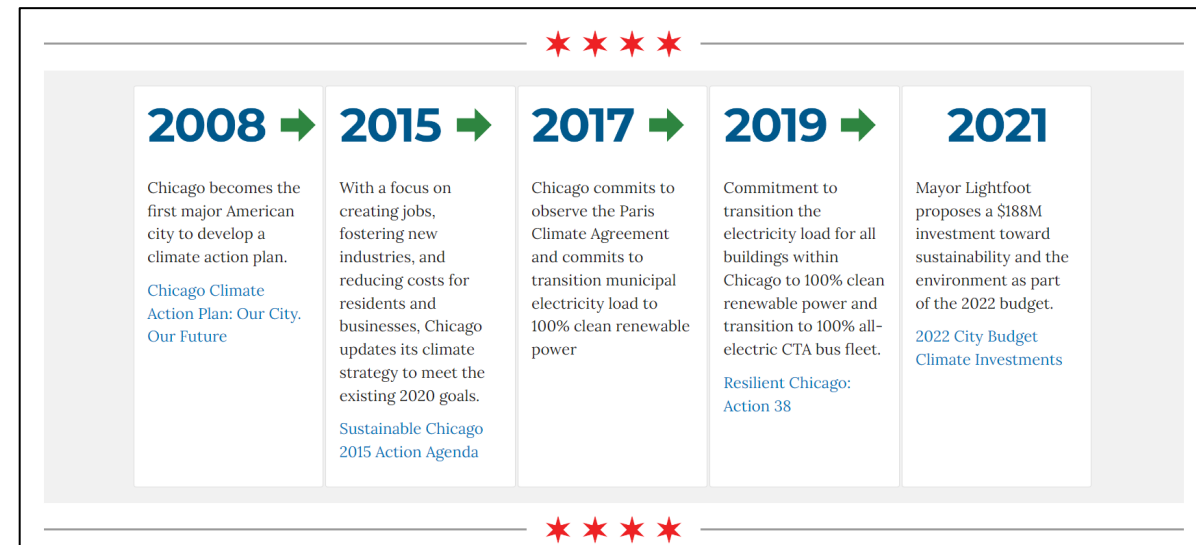 2008
Chicago becomes the
first major American
city to develop a
climate action plan.
Chicago Climate
Action Plan: Our City.
Our Future
2015
With a focus on
creating jobs,
fostering new
industries, and
reducing costs for
residents and
businesses, Chicago
updates its climate
strategy to meet the
existing 2020 goals.
Sustainable Chicago
2015 Action Agenda
2017
Chicago commits to
observe the Paris
Climate Agreement
and commits to
transition municipal
electricity load to
100% clean renewable
power
2019
Commitment to
transition the
electricity load for all
buildings within
Chicago to 100% clean
renewable power and
transition to 100% all-
electric CTA bus fleet.
Resilient Chicago:
Action 38
2021
Mayor Lightfoot
proposes a $188M
investment toward
sustainability and the
environment as part
of the 2022 budget.
2022 City Budget
Climate Investments